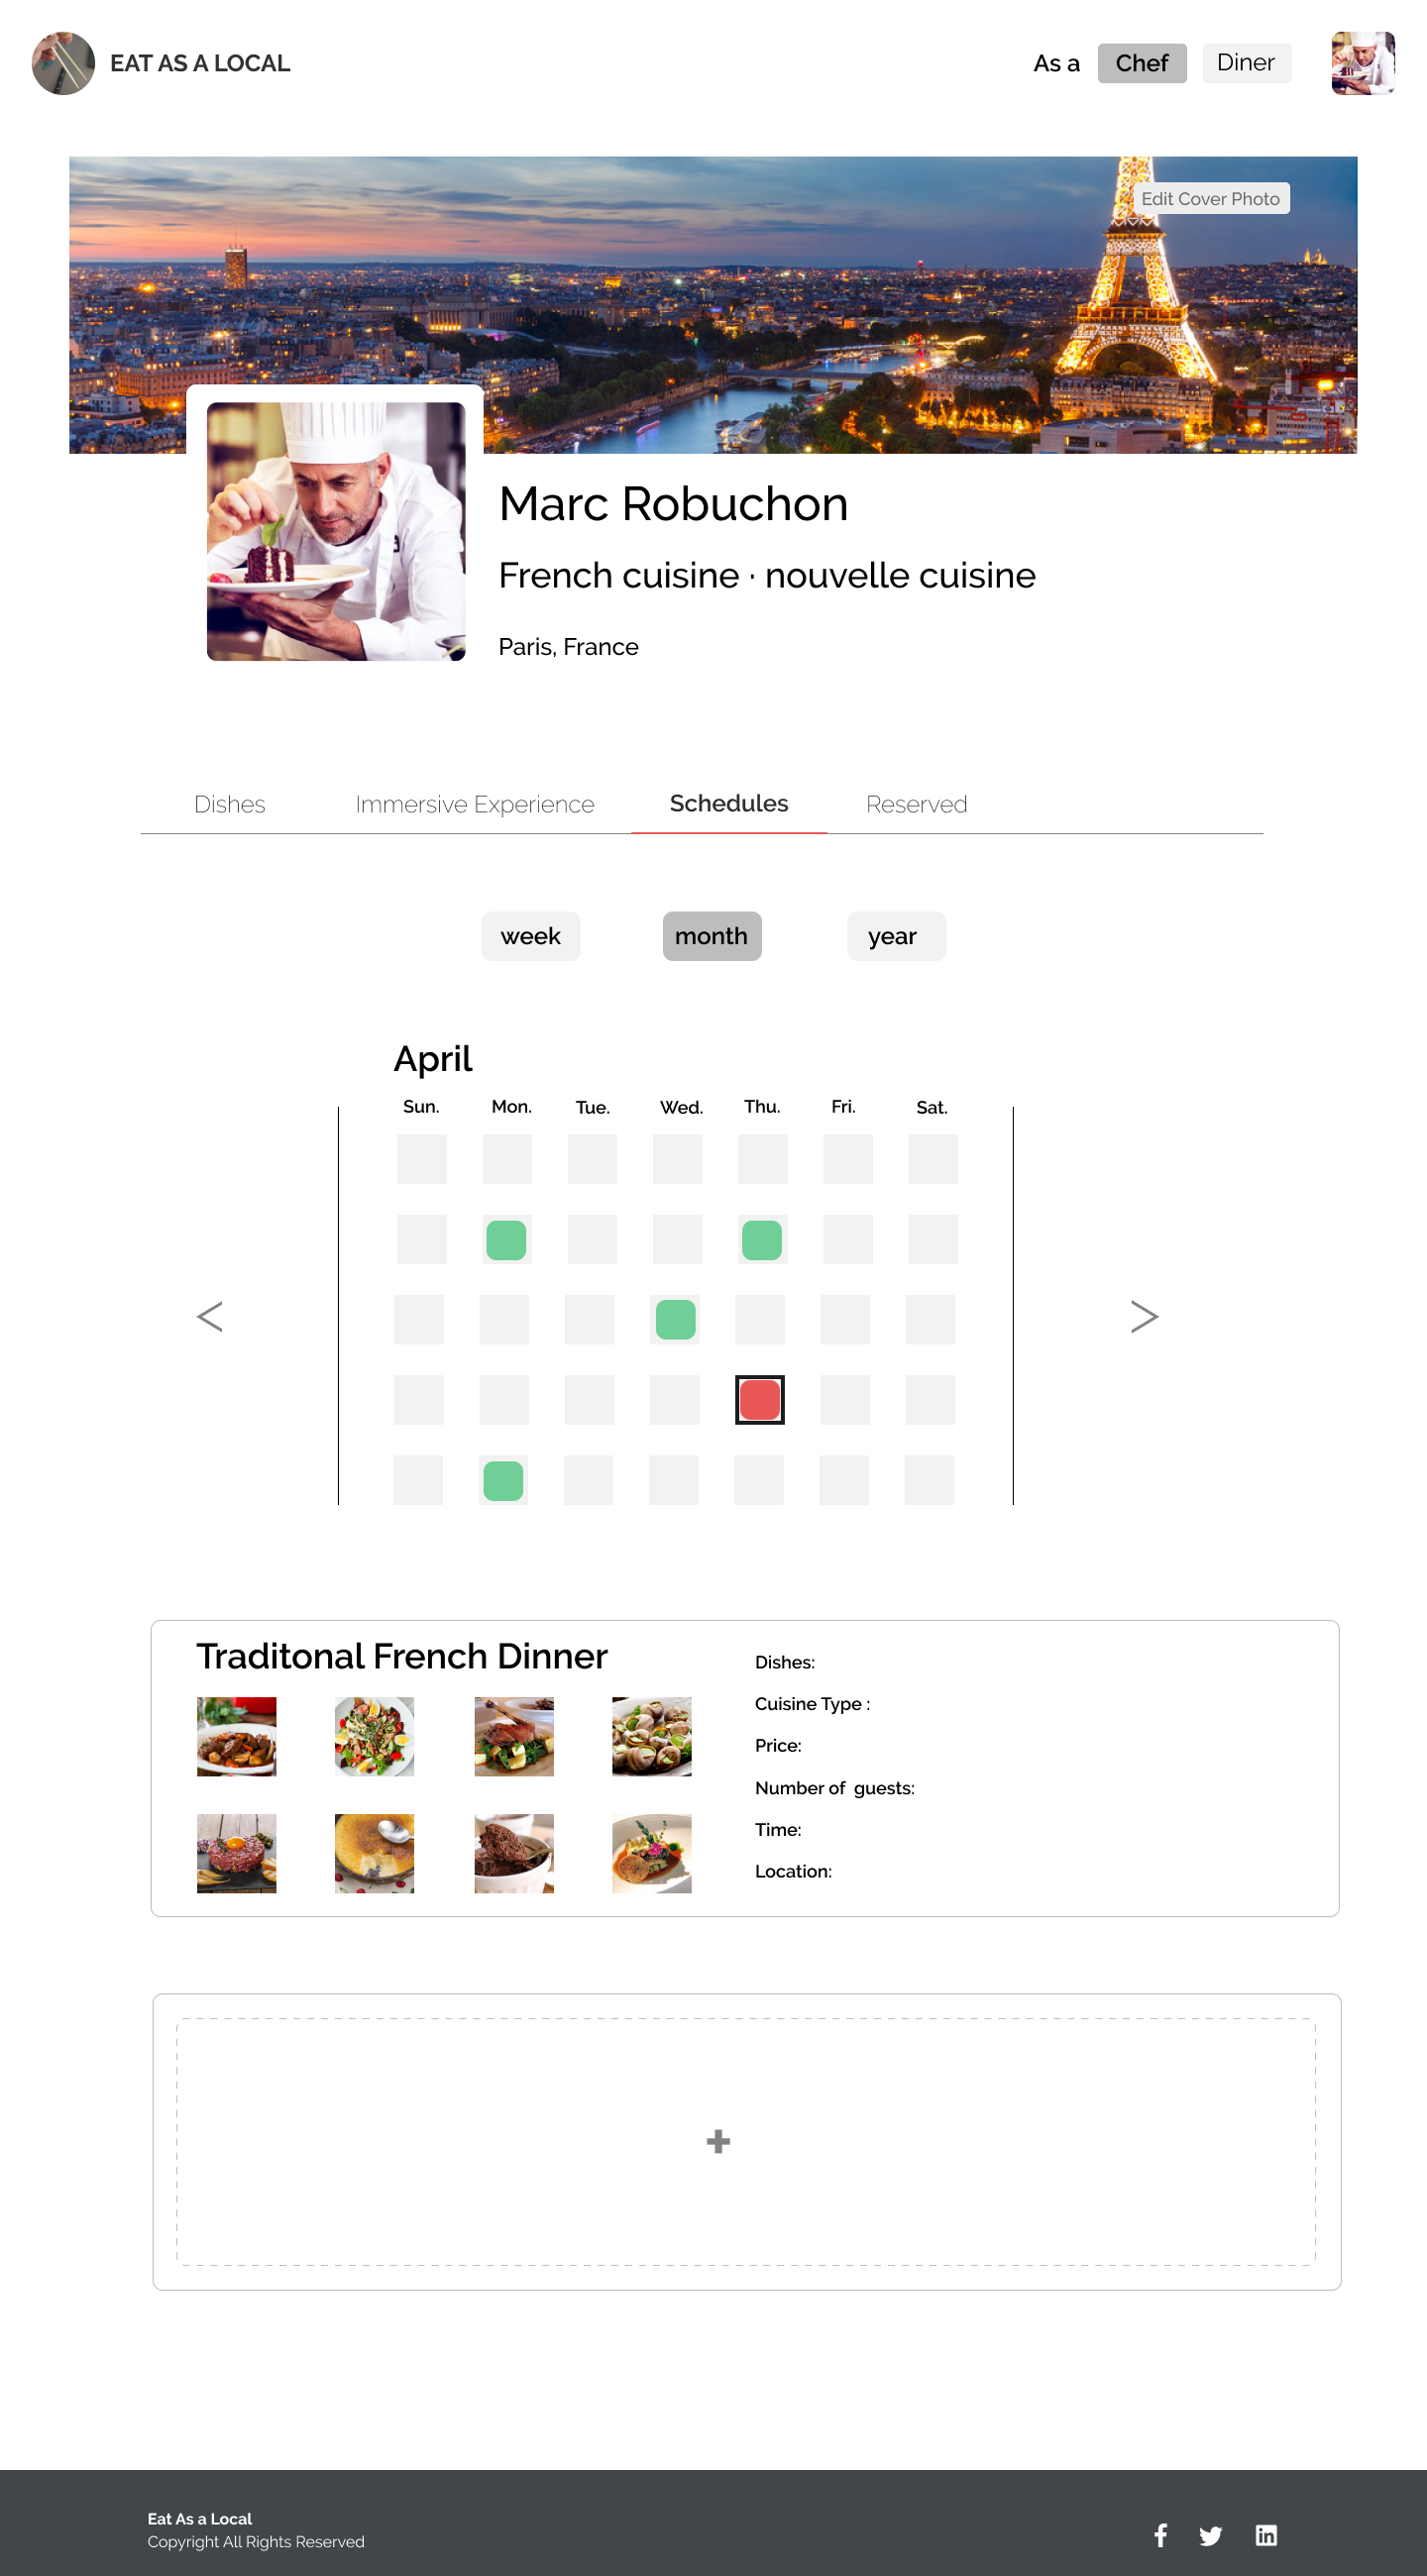 EAT AS A LOCAL
As a Chef Diner
Edit Cover Photo
Marc Robuchon
French cuisine · nouvelle cuisine
Paris, France
Dishes Immersive Experience Schedules Reserved
week month year
April
Sun. Mon. Tue. Wed. Thu. Fri. Sat.
<
>
Traditonal French Dinner
Dishes:
Cuisine Type :
Price:
Number of guests:
Time:
Location:
Eat As a Local
Copyright All Rights Reserved